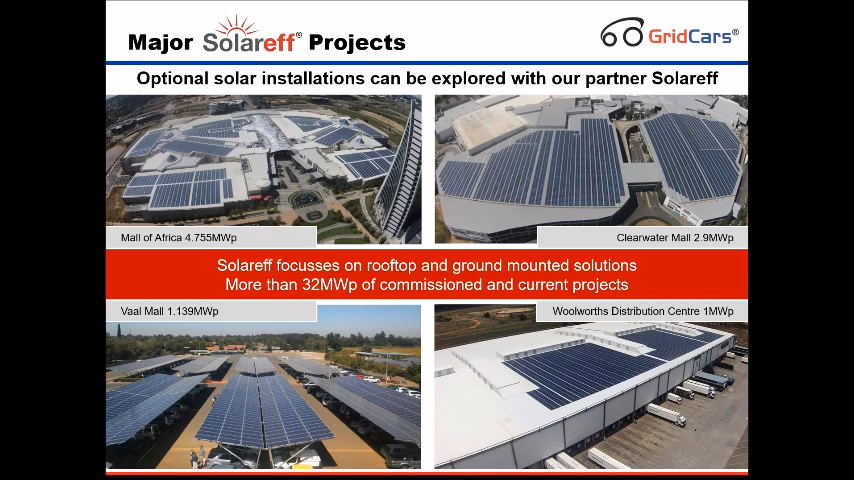 Major Solareff® Projects
GridCars®
Optional solar installations can be explored with our partner Solareff
Mall of Africa 4.755MWp
Clearwater Mall 2.9MWp
Solareff focusses on rooftop and ground mounted solutions
More than 32MWp of commissioned and current projects
Vaal Mall 1.139MWp
Woolworths Distribution Centre 1MWp